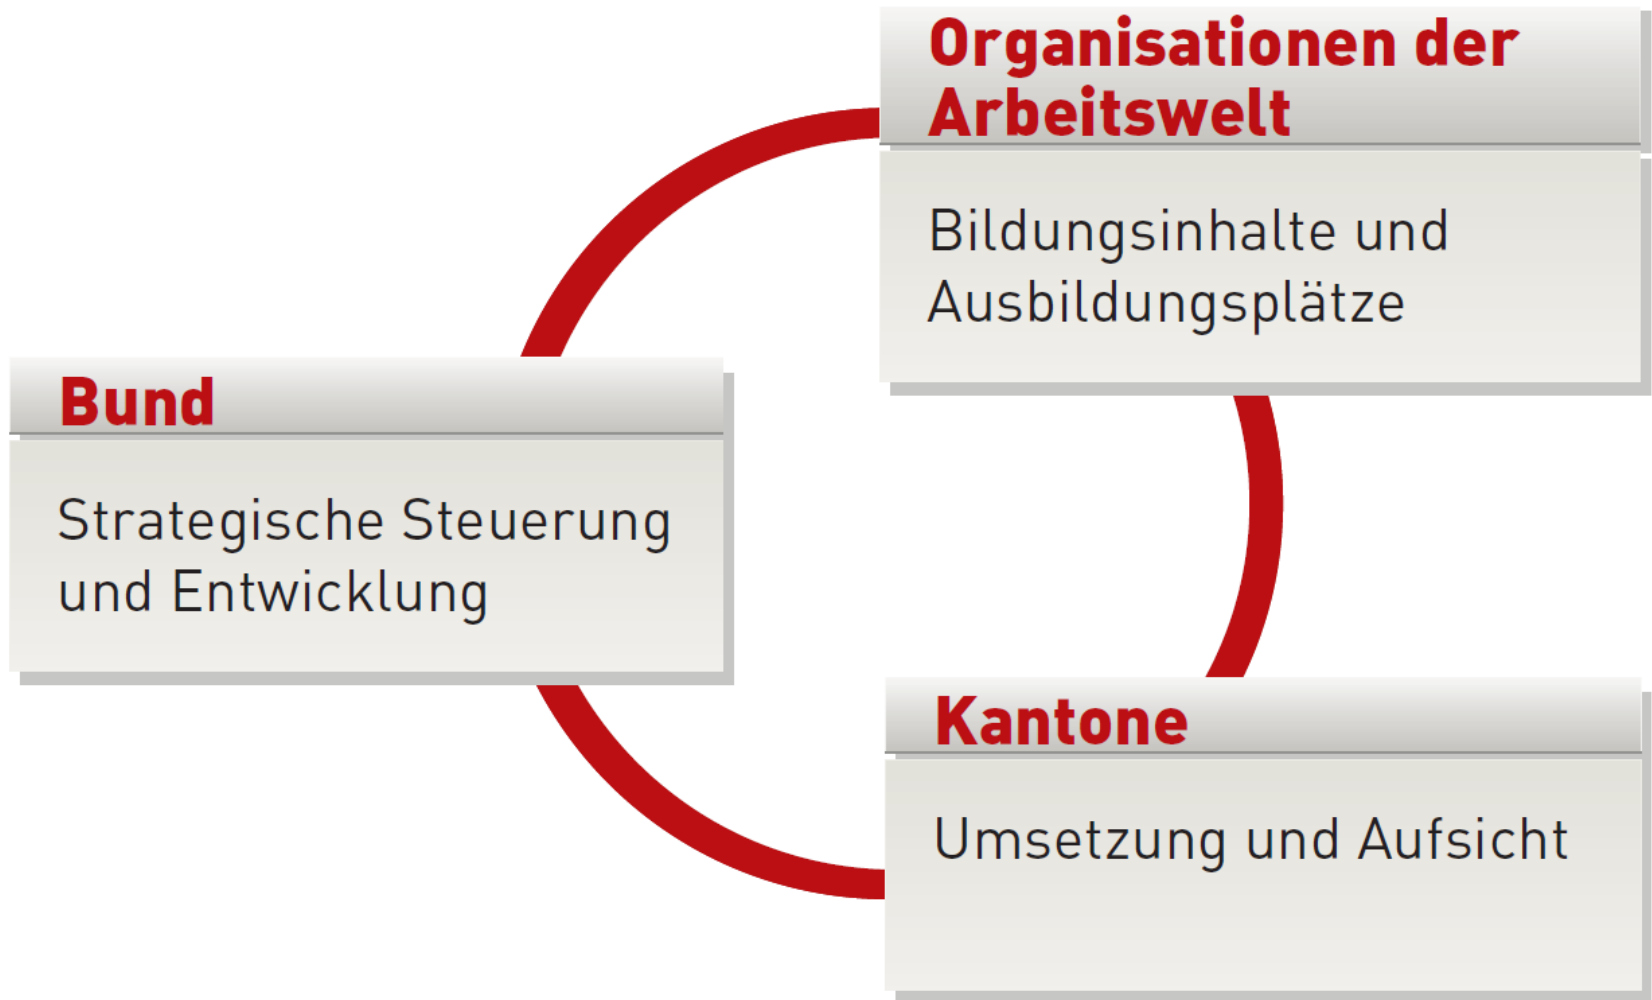 Organisationen der
Arbeitswelt
Bildungsinhalte und
Ausbildungsplätze
Bund
Strategische Steuerung
und Entwicklung
Kantone
Umsetzung und Aufsicht